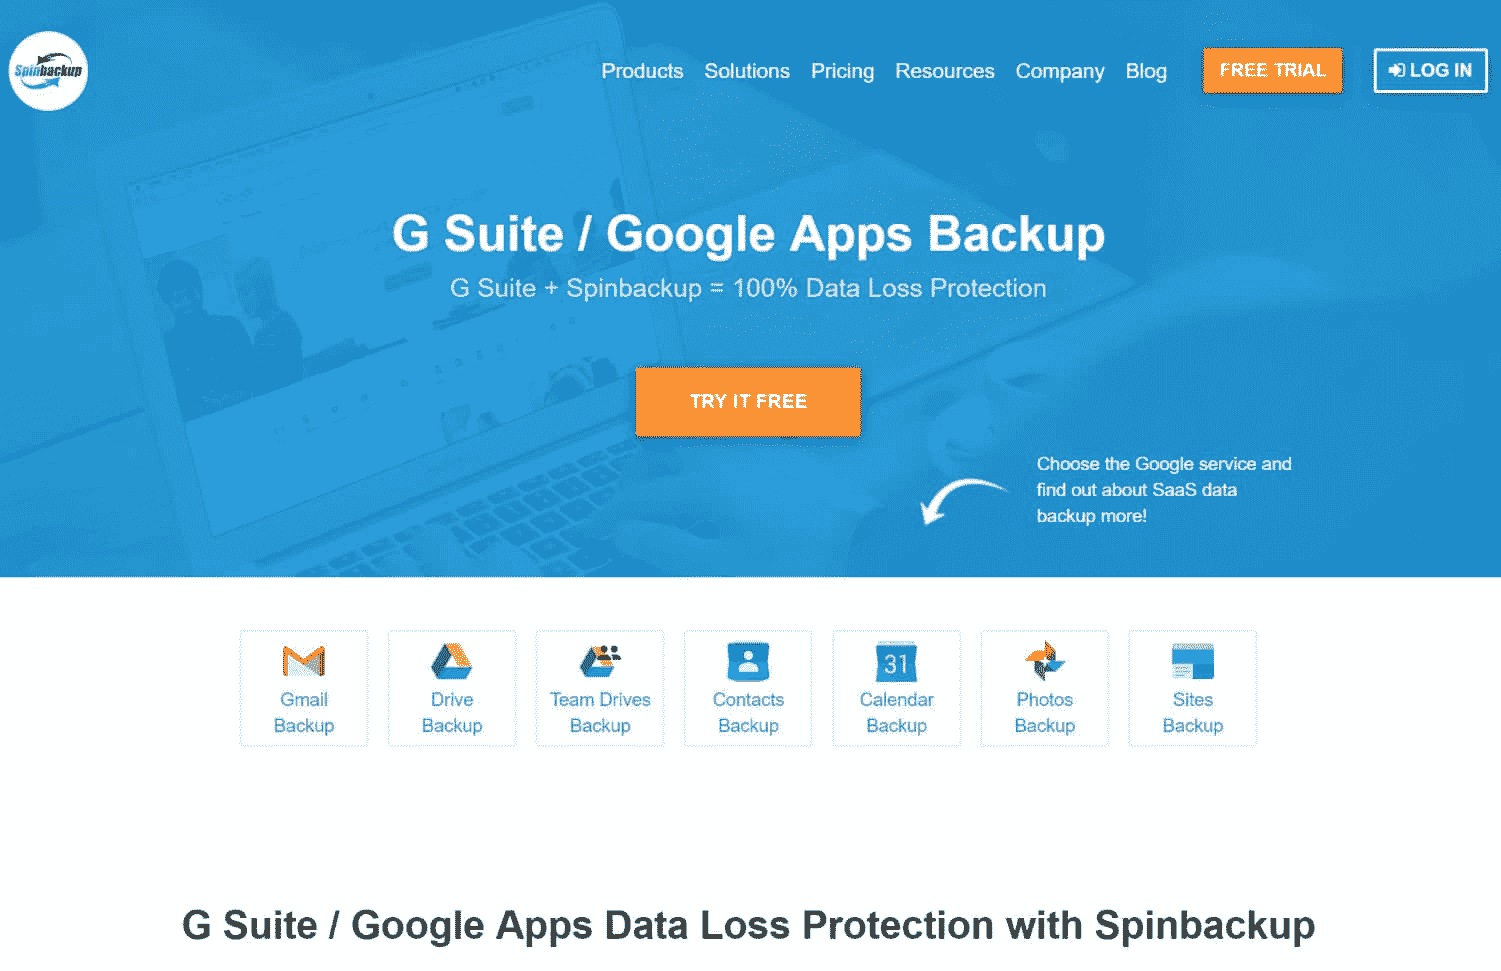 Spinbackup
Products Solutions Pricing Resources Company Blog FREE TRIAL LOG IN
G Suite / Google Apps Backup
G Suite + Spinbackup = 100% Data Loss Protection
TRY IT FREE
Choose the Google service and
find out about SaaS data
backup more!
Gmail
Backup
Drive
Backup
Team Drives
Backup
Contacts
Backup
31
Calendar
Backup
Photos
Backup
Sites
Backup
G Suite / Google Apps Data Loss Protection with Spinbackup